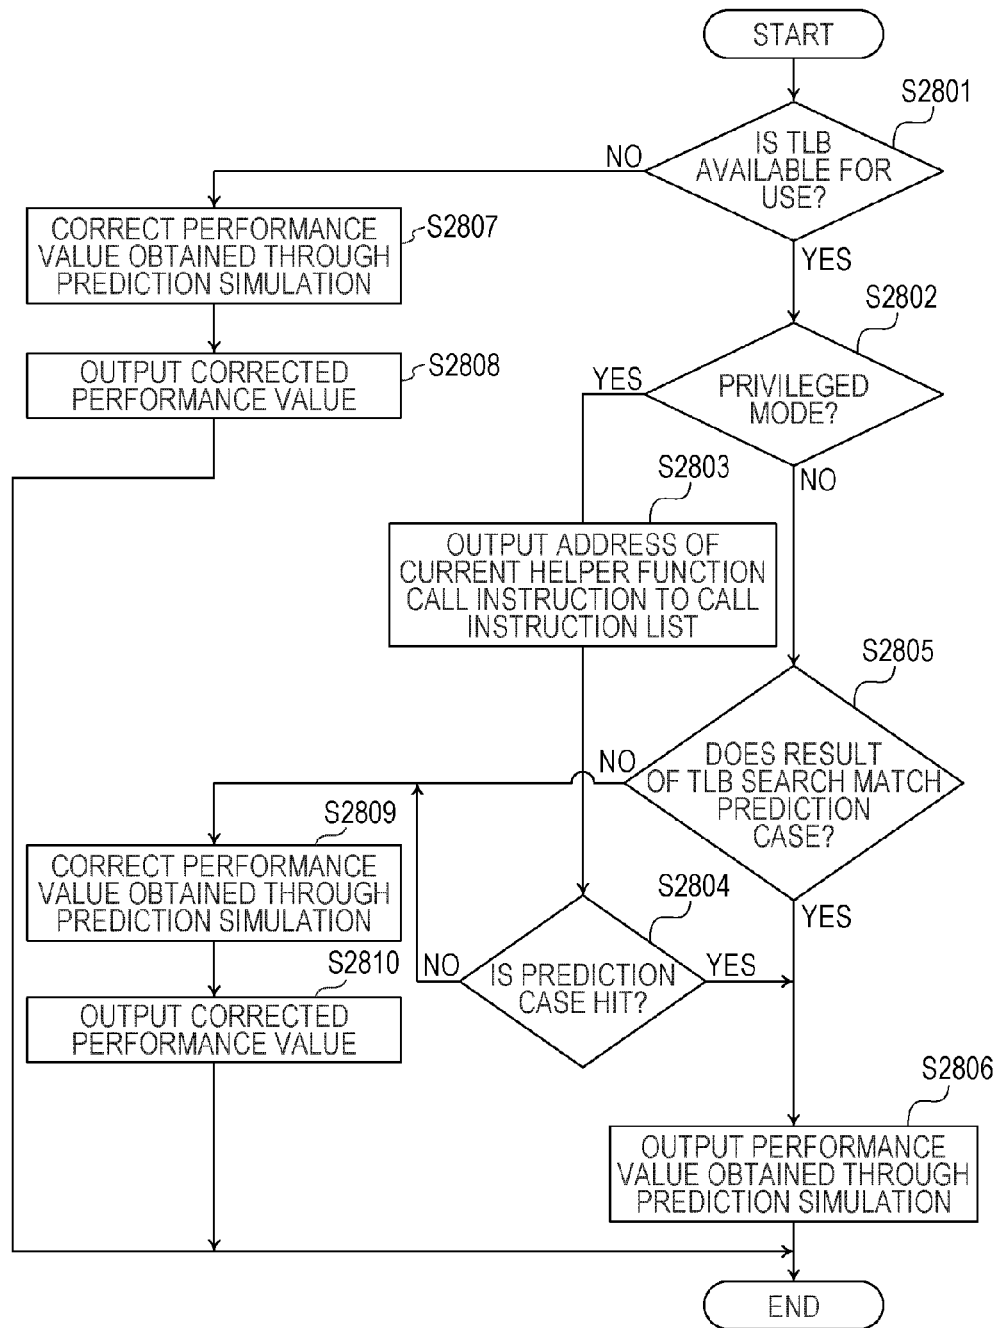 START
S2801
IS TLB
AVAILABLE FOR
USE?
NO
YES
S2807
CORRECT PERFORMANCE
VALUE OBTAINED THROUGH
PREDICTION SIMULATION
S2802
PRIVILEGED
MODE?
YES
NO
S2808
OUTPUT CORRECTED
PERFORMANCE VALUE
S2803
OUTPUT ADDRESS OF
CURRENT HELPER FUNCTION
CALL INSTRUCTION TO CALL
INSTRUCTION LIST
S2805
DOES RESULT
OF TLB SEARCH MATCH
PREDICTION
CASE?
NO
YES
S2809
CORRECT PERFORMANCE
VALUE OBTAINED THROUGH
PREDICTION SIMULATION
S2804
IS PREDICTION
CASE HIT?
NO
YES
S2810
OUTPUT CORRECTED
PERFORMANCE VALUE
S2806
OUTPUT PERFORMANCE
VALUE OBTAINED THROUGH
PREDICTION SIMULATION
END